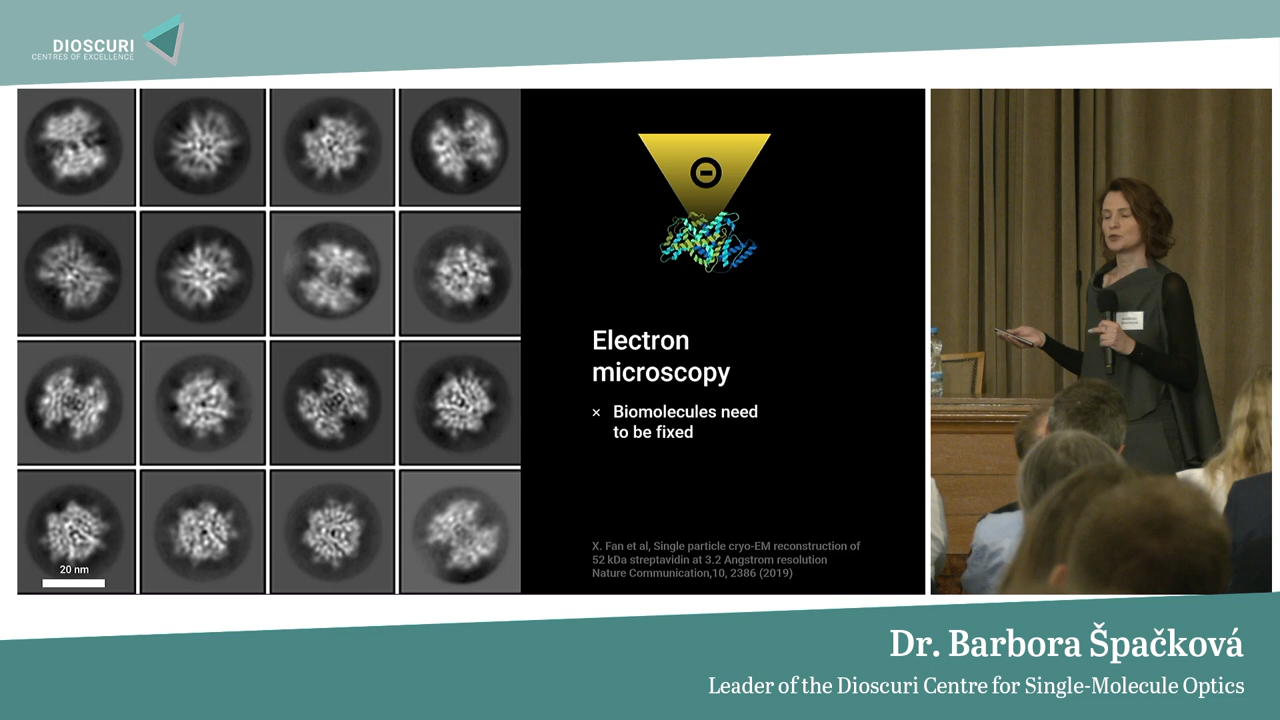 DIOSCURI
CENTRES OF EXCELLENCE
20 nm
Electron
microscopy
× Biomolecules need
to be fixed
X. Fan et al, Single particle cryo-EM reconstruction of
52 kDa streptavidin at 3.2 Angstrom resolution
Nature Communication,10, 2386 (2019)
Dr. Barbora Špačková
Leader of the Dioscuri Centre for Single-Molecule Optics